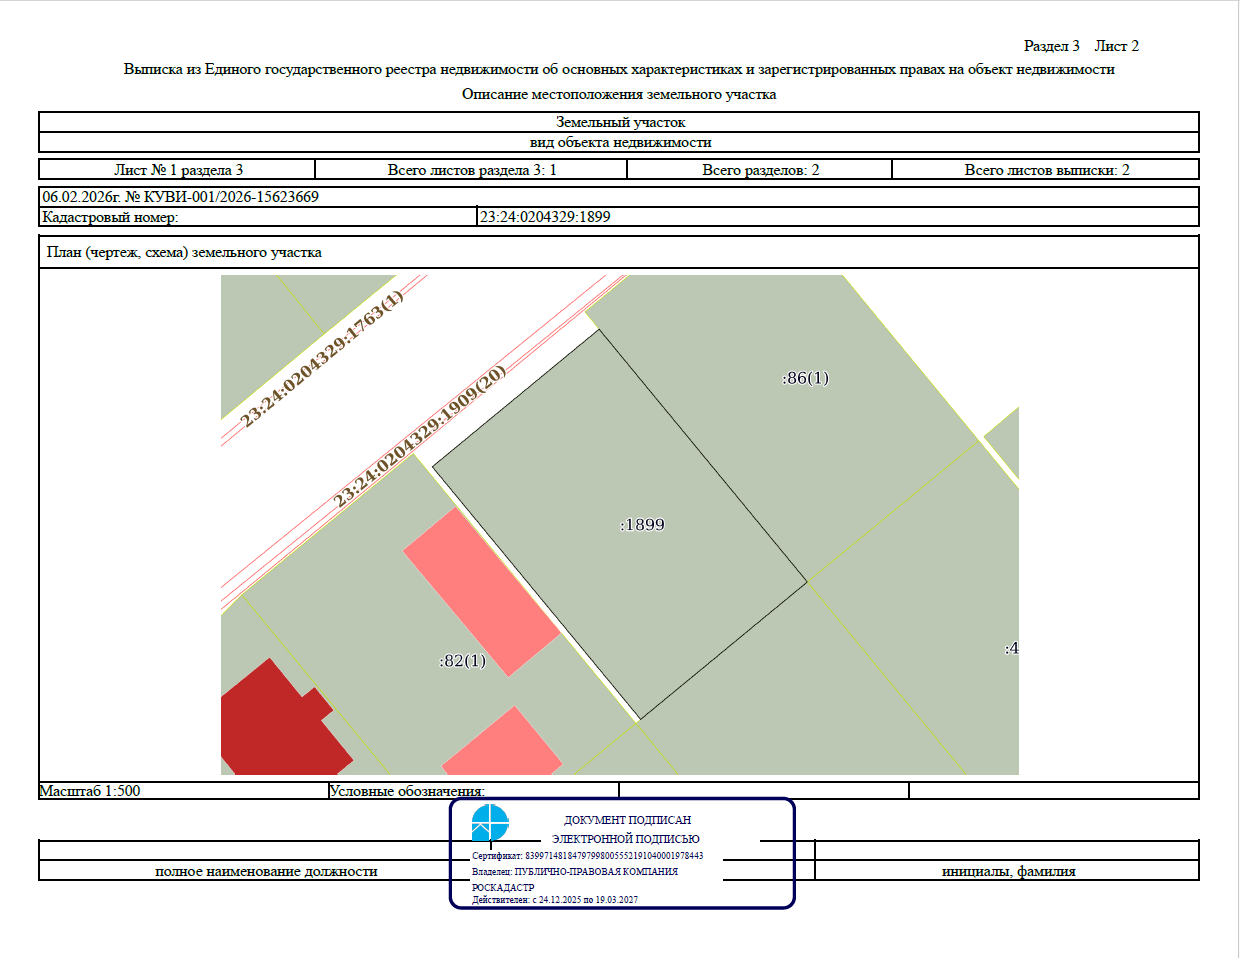 Раздел 3 Лист 2
Выписка из Единого государственного реестра недвижимости об основных характеристиках и зарегистрированных правах на объект недвижимости
Описание местоположения земельного участка
Земельный участок
вид объекта недвижимости
Лист № 1 раздела 3 Всего листов раздела 3: 1 Всего разделов: 2 Всего листов выписки: 2
06.02.2026г. № КУВИ-001/2026-15623669
Кадастровый номер: 23:24:0204329:1899
План (чертеж, схема) земельного участка
23:24:0204329:1763(1)
23:24:0204329:1909(20)
:86(1)
:1899
:4
:82(1)
Масштаб 1:500 Условные обозначения:
ДОКУМЕНТ ПОДПИСАН
ЭЛЕКТРОННОЙ ПОДПИСЬЮ
Сертификат: 83997148184797998005552191040001978443
Владелец: ПУБЛИЧНО-ПРАВОВАЯ КОМПАНИЯ
РОСКАДАСТР
Действителен: с 24.12.2025 по 19.03.2027
полное наименование должности инициалы, фамилия